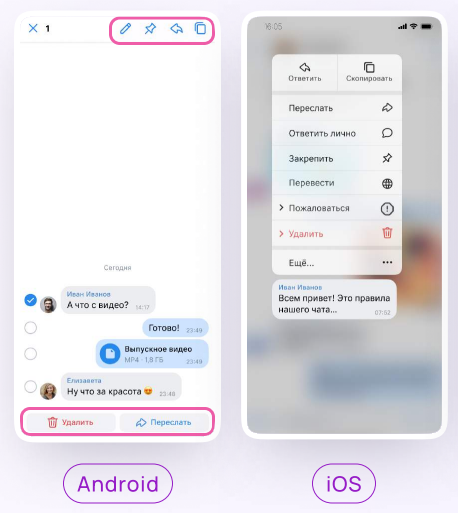 1
Сегодня
Иван Иванов
А что с видео? 14:17
Готово! 23:49
Выпускное видео
MP4 · 1,8 ГБ 23:49
Елизавета
Ну что за красота 😍 23:49
Удалить
Переслать
Android
16:05
Ответить
Скопировать
Переслать
Ответить лично
Закрепить
Перевести
Пожаловаться
Удалить
Ещё...
Иван Иванов
Всем привет! Это правила
нашего чата... 07:52
iOS